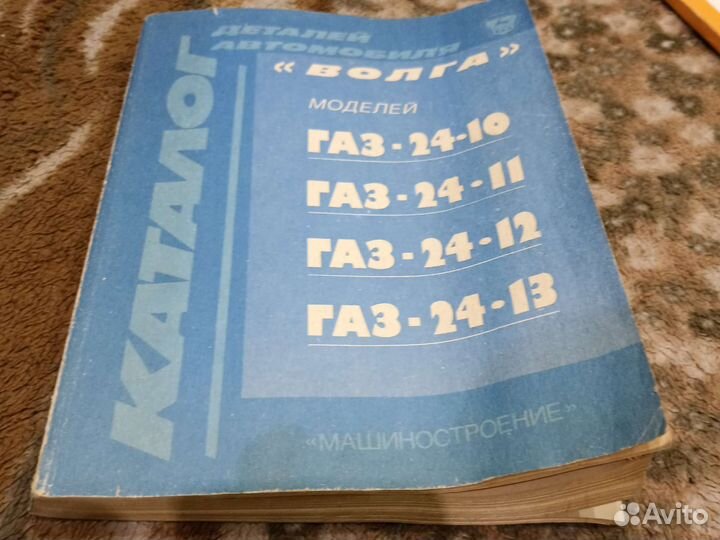 КАТАЛОГ
ДЕТАЛЕЙ
АВТОМОБИЛЯ
«ВОЛГА»
МОДЕЛЕЙ
ГАЗ-24-10
ГАЗ-24-11
ГАЗ-24-12
ГАЗ-24-13
«МАШИНОСТРОЕНИЕ»
Avito